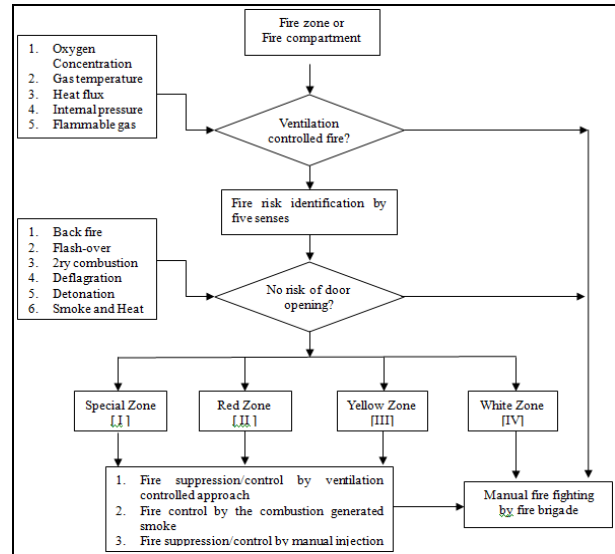 Fire zone or
Fire compartment
1. Oxygen
Concentration
2. Gas temperature
3. Heat flux
4. Internal pressure
5. Flammable gas
Ventilation
controlled fire?
Fire risk identification by
five senses
1. Back fire
2. Flash-over
3. 2ry combustion
4. Deflagration
5. Detonation
6. Smoke and Heat
No risk of door
opening?
Special Zone
[I]
Red Zone
[II]
Yellow Zone
[III]
White Zone
[IV]
1. Fire suppression/control by ventilation
controlled approach
2. Fire control by the combustion generated
smoke
3. Fire suppression/control by manual injection
Manual fire fighting
by fire brigade